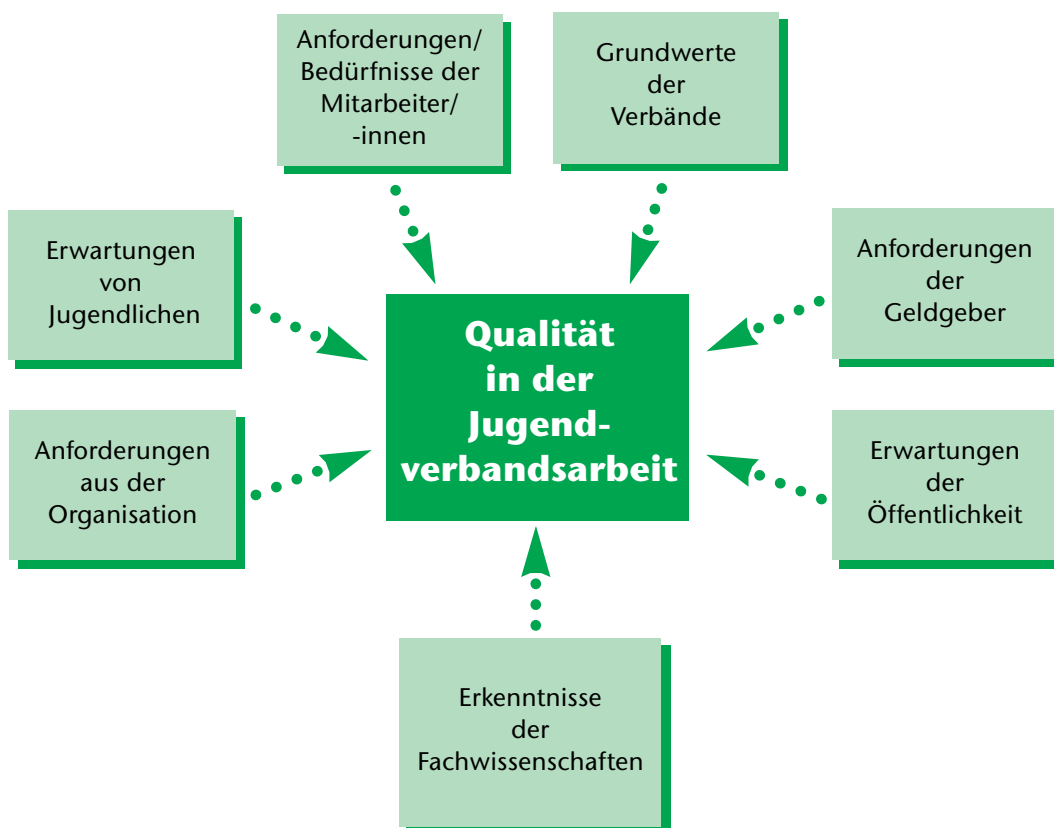 Anforderungen/
Bedürfnisse der
Mitarbeiter/
-innen
Grundwerte
der
Verbände
Erwartungen
von
Jugendlichen
Anforderungen
der
Geldgeber
Qualität
in der
Jugend-
verbandsarbeit
Anforderungen
aus der
Organisation
Erwartungen
der
Öffentlichkeit
Erkenntnisse
der
Fachwissenschaften